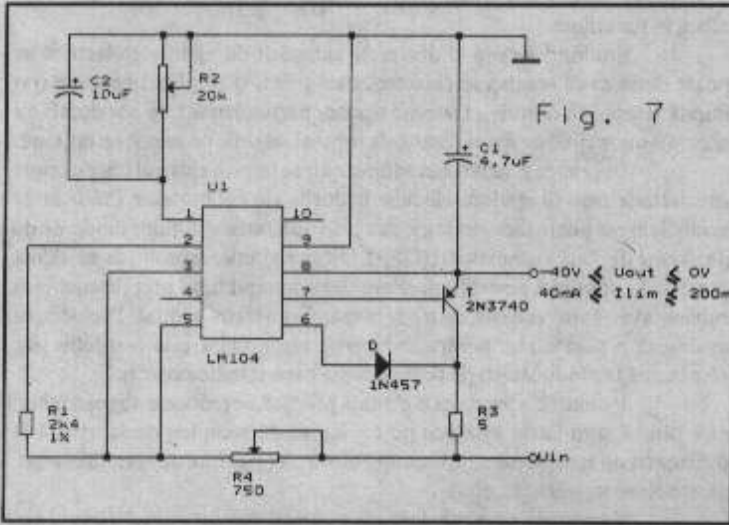 C2
10uF
R2
20k
Fig. 7
C1
4,7uF
U1
1
2
3
4
5
10
9
8
7
6
LM104
-40V ≤ Uout ≤ 0V
40mA ≤ Ilim ≤ 200m
T
2N3740
D
1N457
R1
2k4
1%
R3
5
R4
750
Uin